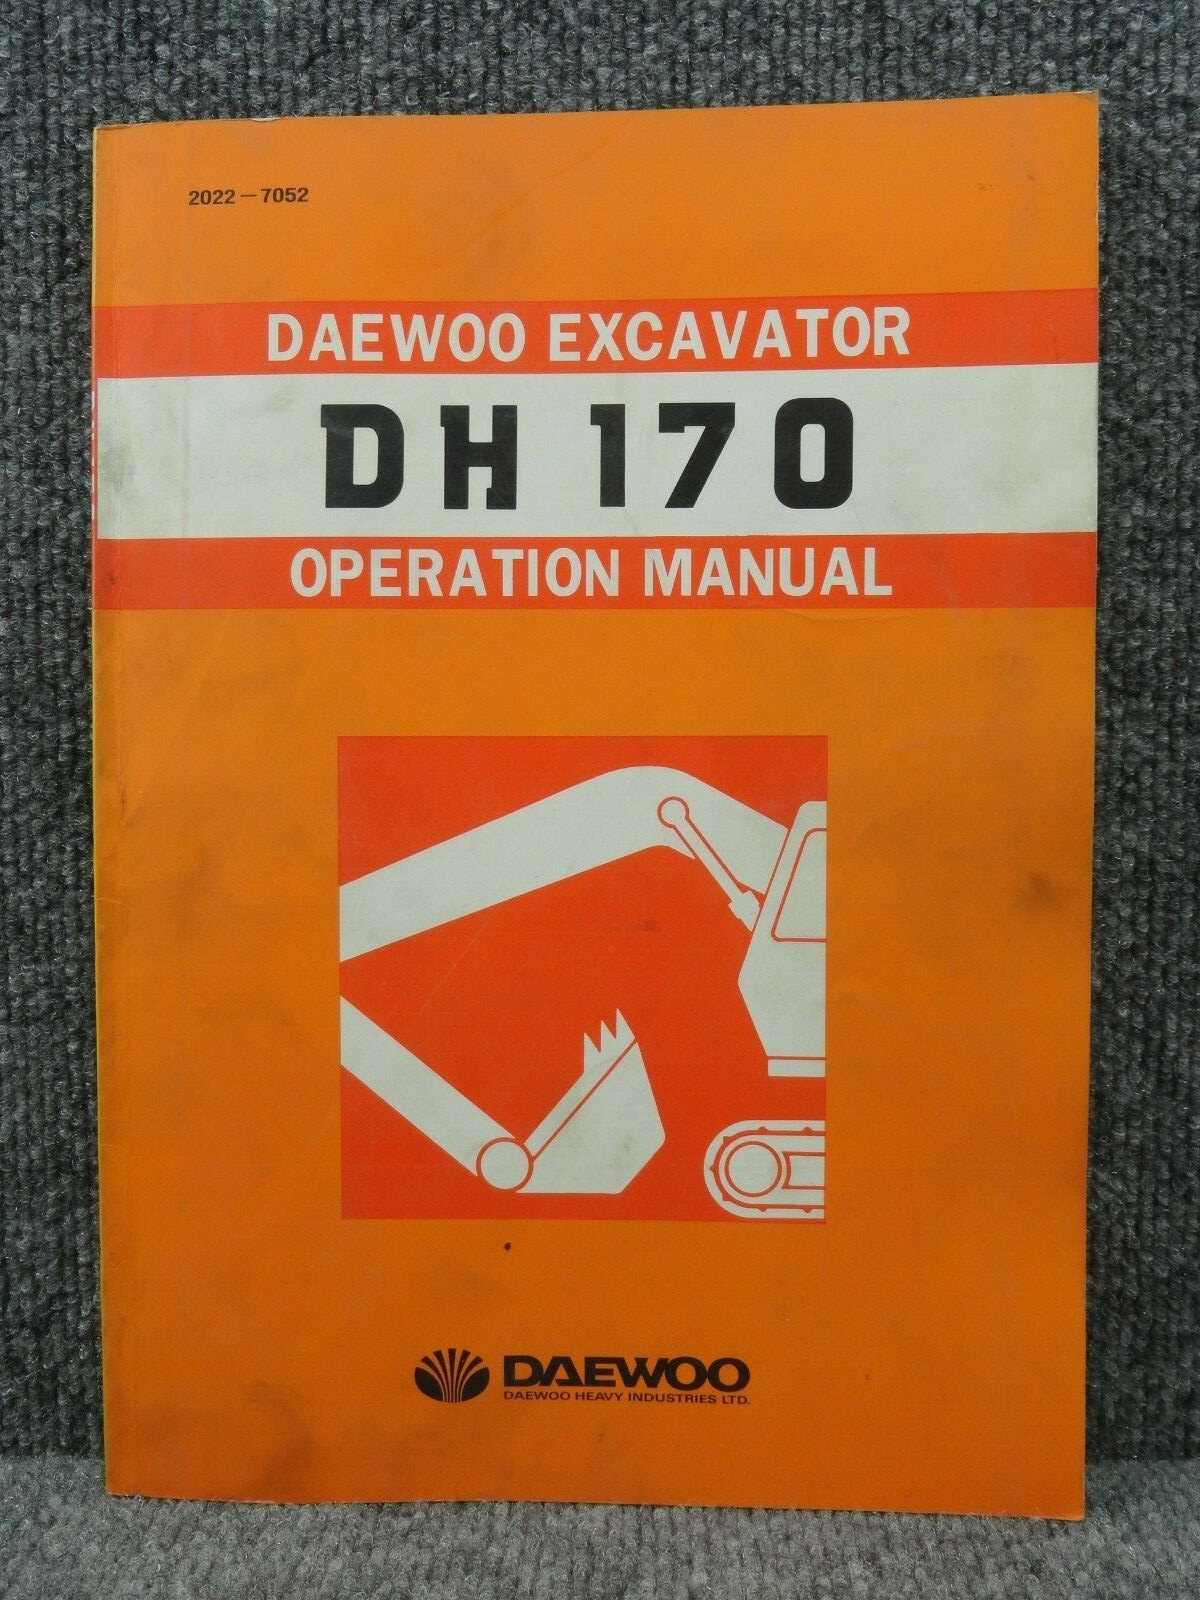 2022-7052
DAEWOO EXCAVATOR
DH 170
OPERATION MANUAL
DAEWOO
DAEWOO HEAVY INDUSTRIES LTD.